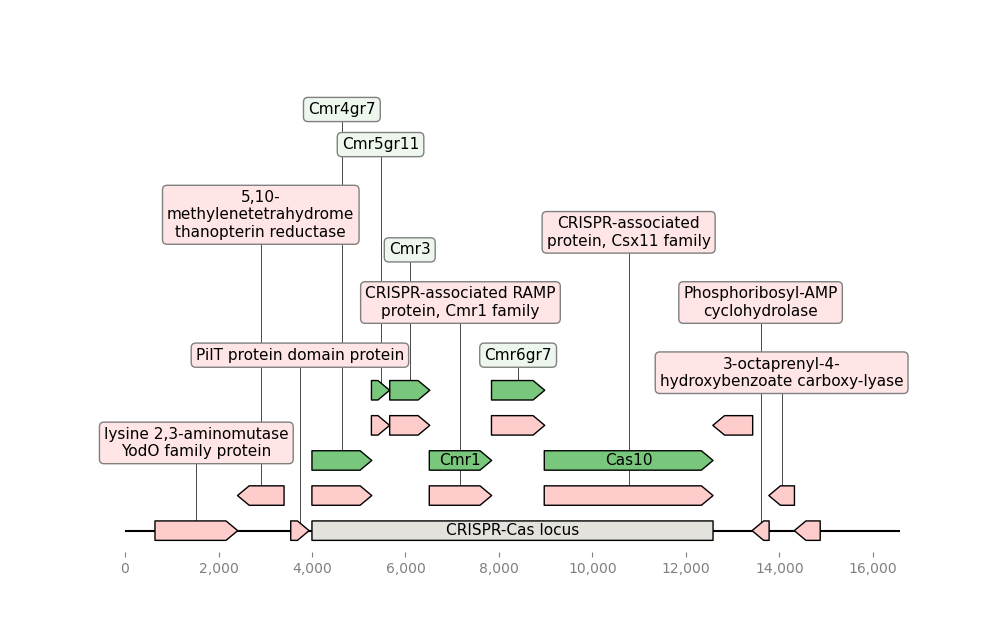 Cmr4gr7
Cmr5gr11
5,10-
methylenetetrahydrome
thanopterin reductase
CRISPR-associated
protein, Csx11 family
Cmr3
CRISPR-associated RAMP
protein, Cmr1 family
Phosphoribosyl-AMP
cyclohydrolase
PilT protein domain protein
Cmr6gr7
3-octaprenyl-4-
hydroxybenzoate carboxy-lyase
lysine 2,3-aminomutase
YodO family protein
Cmr1
Cas10
CRISPR-Cas locus
0 2,000 4,000 6,000 8,000 10,000 12,000 14,000 16,000